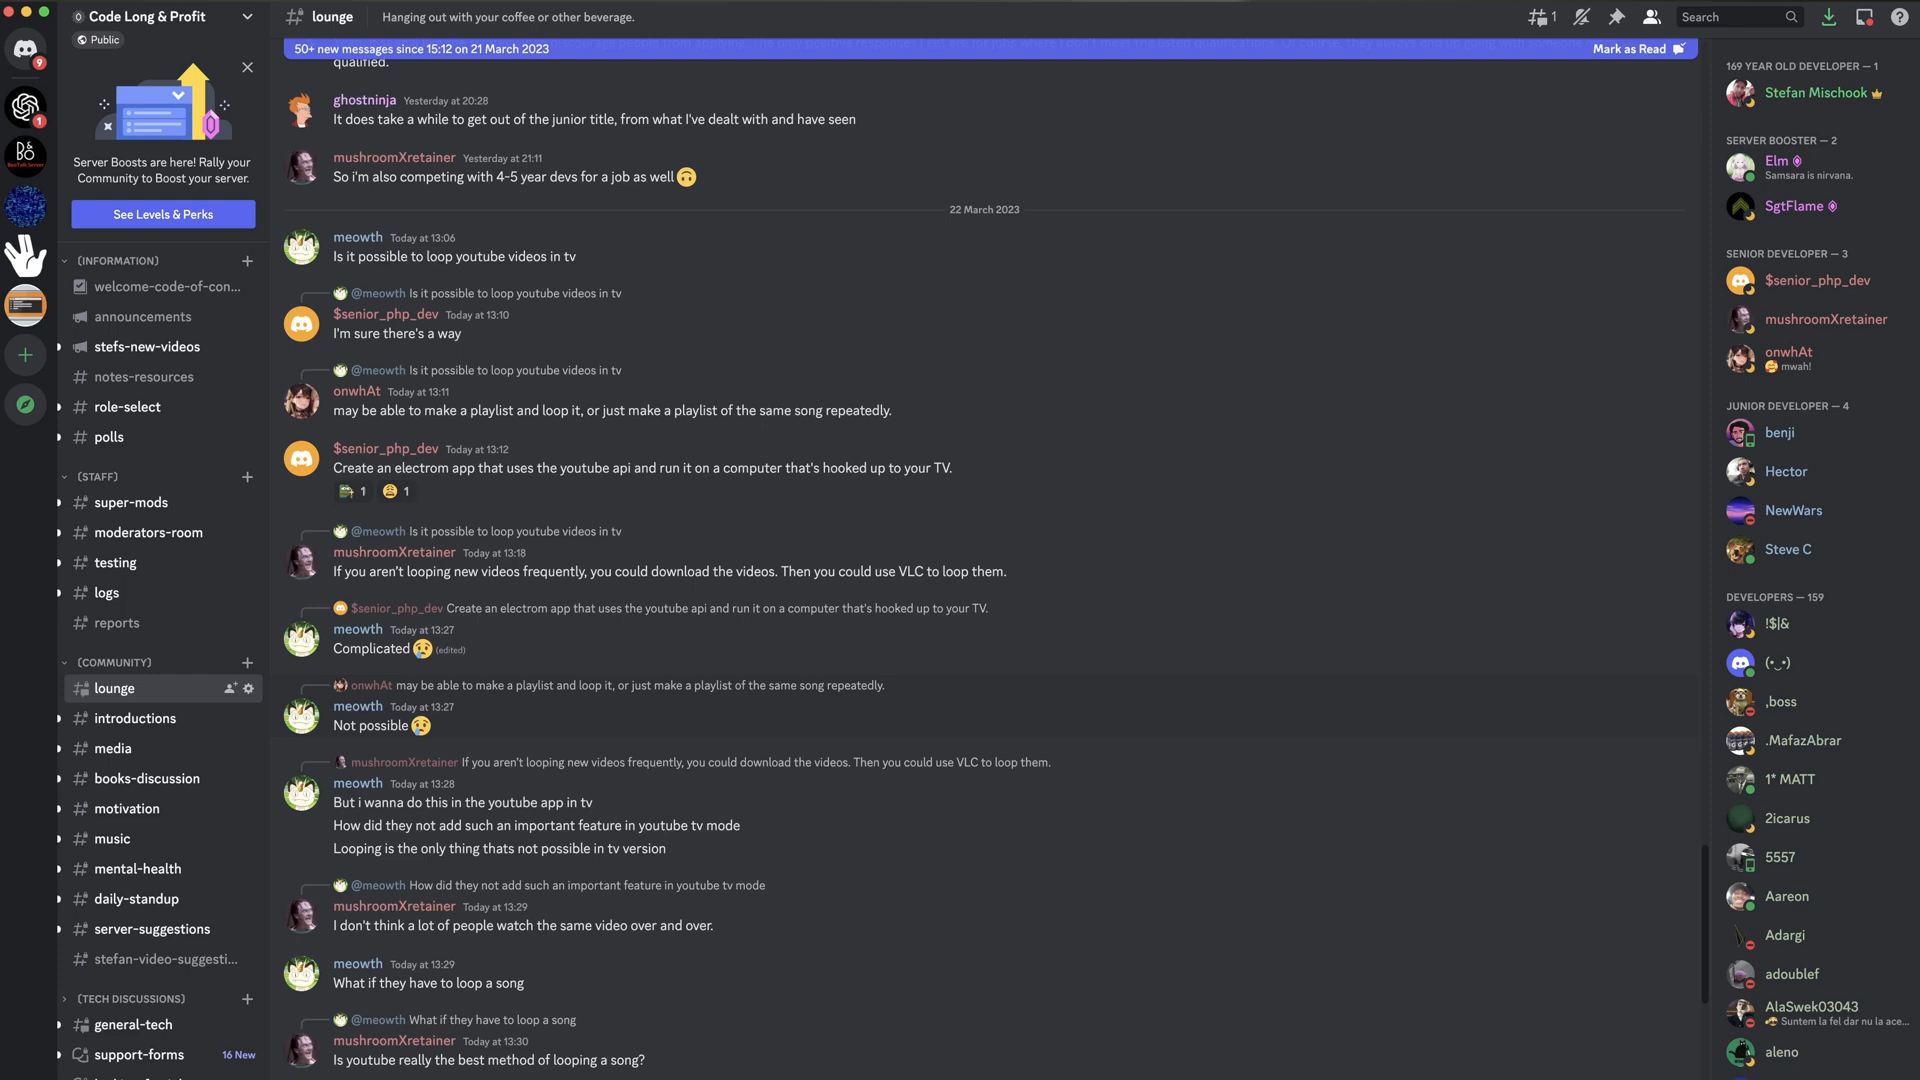 Code Long & Profit
Public
Server Boosts are here! Rally your
Community to Boost your server.
See Levels & Perks
(INFORMATION)
welcome-code-of-con...
announcements
stefs-new-videos
notes-resources
role-select
polls
(STAFF)
super-mods
moderators-room
testing
logs
reports
(COMMUNITY)
lounge
introductions
media
books-discussion
motivation
music
mental-health
daily-standup
server-suggestions
stefan-video-suggesti...
(TECH DISCUSSIONS)
general-tech
support-forms 16 New
9
1
lounge Hanging out with your coffee or other beverage.
1
Search
50+ new messages since 15:12 on 21 March 2023 Mark as Read
qualified.
ghostninja Yesterday at 20:28
It does take a while to get out of the junior title, from what I've dealt with and have seen
mushroomXretainer Yesterday at 21:11
So i'm also competing with 4-5 year devs for a job as well 🙃
22 March 2023
meowth Today at 13:06
Is it possible to loop youtube videos in tv
@meowth Is it possible to loop youtube videos in tv
$senior_php_dev Today at 13:10
I'm sure there's a way
@meowth Is it possible to loop youtube videos in tv
onwhAt Today at 13:11
may be able to make a playlist and loop it, or just make a playlist of the same song repeatedly.
$senior_php_dev Today at 13:12
Create an electrom app that uses the youtube api and run it on a computer that's hooked up to your TV.
1 1
@meowth Is it possible to loop youtube videos in tv
mushroomXretainer Today at 13:18
If you aren't looping new videos frequently, you could download the videos. Then you could use VLC to loop them.
$senior_php_dev Create an electrom app that uses the youtube api and run it on a computer that's hooked up to your TV.
meowth Today at 13:27
Complicated 😢 (edited)
onwhAt may be able to make a playlist and loop it, or just make a playlist of the same song repeatedly.
meowth Today at 13:27
Not possible 😢
mushroomXretainer If you aren't looping new videos frequently, you could download the videos. Then you could use VLC to loop them.
meowth Today at 13:28
But i wanna do this in the youtube app in tv
How did they not add such an important feature in youtube tv mode
Looping is the only thing thats not possible in tv version
@meowth How did they not add such an important feature in youtube tv mode
mushroomXretainer Today at 13:29
I don't think a lot of people watch the same video over and over.
meowth Today at 13:29
What if they have to loop a song
@meowth What if they have to loop a song
mushroomXretainer Today at 13:30
Is youtube really the best method of looping a song?
169 YEAR OLD DEVELOPER — 1
Stefan Mischook
SERVER BOOSTER — 2
Elm
Samsara is nirvana.
SgtFlame
SENIOR DEVELOPER — 3
$senior_php_dev
mushroomXretainer
onwhAt
🥰 mwah!
JUNIOR DEVELOPER — 4
benji
Hector
NewWars
Steve C
DEVELOPERS — 159
!$|&
(•‿•)
,boss
.MafazAbrar
1* MATT
2icarus
5557
Aareon
Adargi
adoublef
AlaSwek03043
Suntem la fel dar nu la ace...
aleno